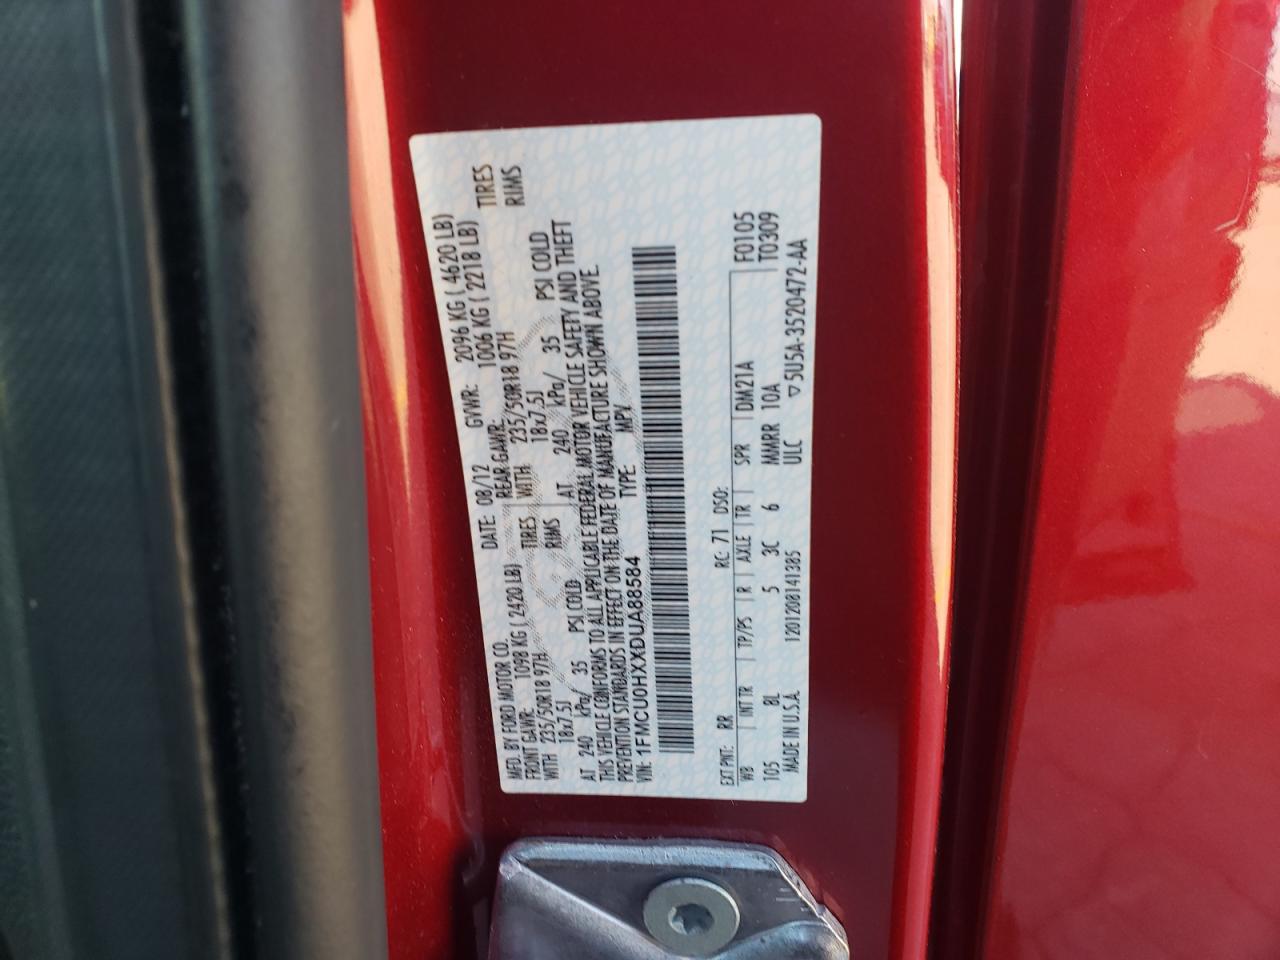 MFD. BY FORD MOTOR CO.
DATE: 08/12 GVWR: 2096 KG ( 4620 LB)
FRONT GAWR: 1098 KG ( 2420 LB) REAR GAWR: 1006 KG ( 2218 LB)
WITH 235/50R18 97H TIRES WITH 235/50R18 97H TIRES
18x7.5J RIMS 18x7.5J RIMS
AT 240 kPa/ 35 PSI COLD AT 240 kPa/ 35 PSI COLD
THIS VEHICLE CONFORMS TO ALL APPLICABLE FEDERAL MOTOR VEHICLE SAFETY AND THEFT
PREVENTION STANDARDS IN EFFECT ON THE DATE OF MANUFACTURE SHOWN ABOVE.
VIN: 1FMCU0HXXDUA88584 TYPE: MPV
EXT PNT: RR RC: 71 DSO: F0105
WB INT TR TP/PS R AXLE TR SPR DM21A T0309
105 8L 5 3C 6 MMRR 10A
MADE IN U.S.A. 1201208141385 ULC ▽5U5A-3520472-AA